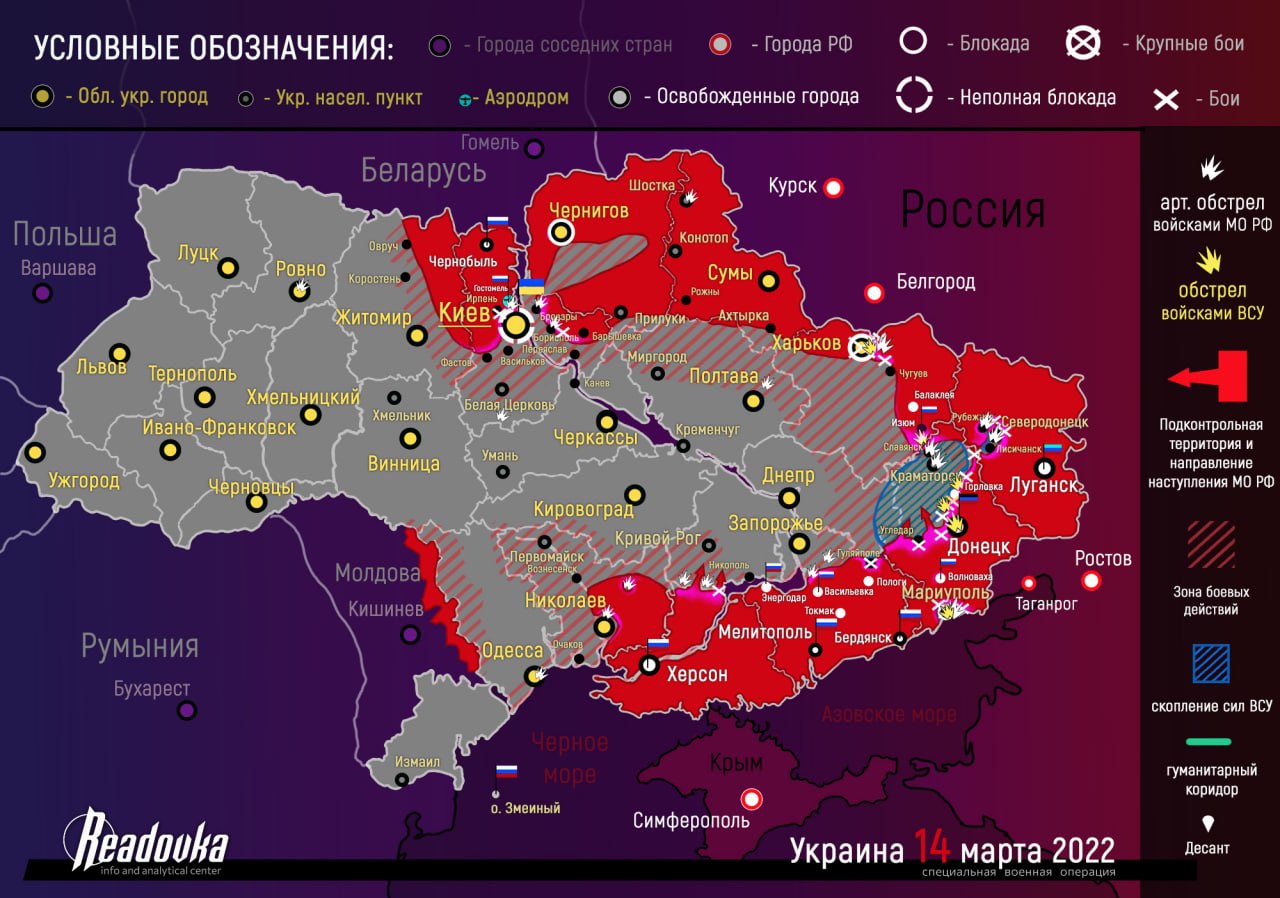 УСЛОВНЫЕ ОБОЗНАЧЕНИЯ:
- Города соседних стран
- Города РФ
- Блокада
- Крупные бои
- Обл. укр. город
- Укр. насел. пункт
- Аэродром
- Освобожденные города
- Неполная блокада
- Бои
арт. обстрел
войсками МО РФ
обстрел
войсками ВСУ
Подконтрольная
территория и
направление
наступления МО РФ
Зона боевых
действий
скопление сил ВСУ
гуманитарный
коридор
Десант
Гомель
Беларусь
Шостка
Курск
Россия
Чернигов
Польша
Варшава
Луцк
Ровно
Овруч
Чернобыль
Конотоп
Коростень
Гостомель
Сумы
Белгород
Ирпень
Рожны
Житомир
Киев
Бровары
Прилуки
Ахтырка
Харьков
Борисполь
Барышевка
Львов
Фастов
Васильков
Переяслав
Миргород
Чугуев
Тернополь
Полтава
Хмельницкий
Канев
Балаклея
Хмельник
Белая Церковь
Изюм
Рубежное
Северодонецк
Ивано-Франковск
Черкассы
Кременчуг
Славянск
Лисичанск
Винница
Умань
Краматорск
Ужгород
Черновцы
Днепр
Горловка
Луганск
Кировоград
Запорожье
Угледар
Кривой Рог
Донецк
Первомайск
Гуляйполе
Вознесенск
Никополь
Ростов
Молдова
Волноваха
Пологи
Энергодар
Васильевка
Мариуполь
Кишинев
Николаев
Токмак
Таганрог
Мелитополь
Бердянск
Румыния
Очаков
Одесса
Херсон
Бухарест
Азовское море
Черное
море
Измаил
Крым
о. Змеиный
Симферополь
Readovka
info and analytical center
Украина 14 марта 2022
специальная военная операция